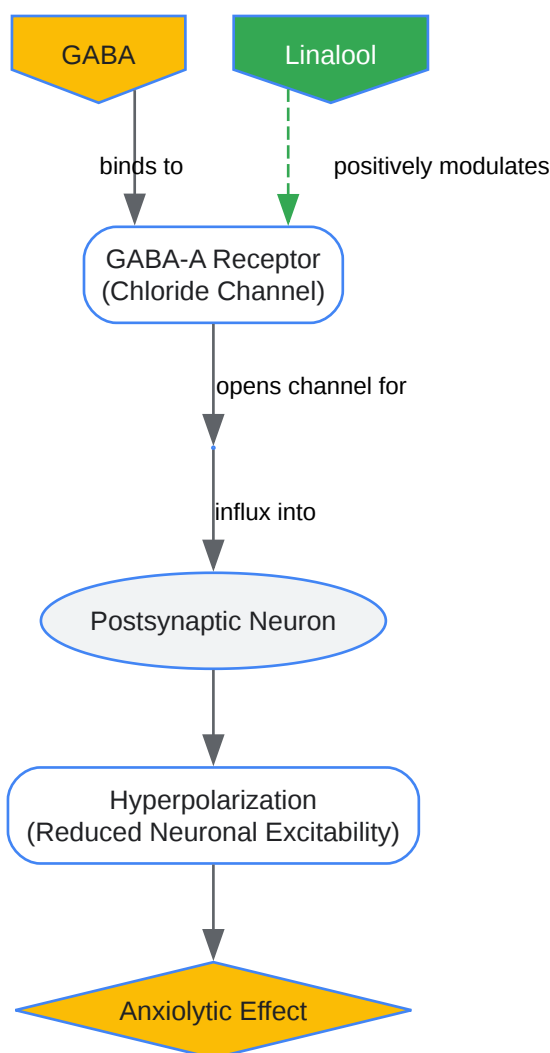 GABA
Linalool
binds to
positively modulates
GABA-A Receptor
(Chloride Channel)
opens channel for
influx into
Postsynaptic Neuron
Hyperpolarization
(Reduced Neuronal Excitability)
Anxiolytic Effect